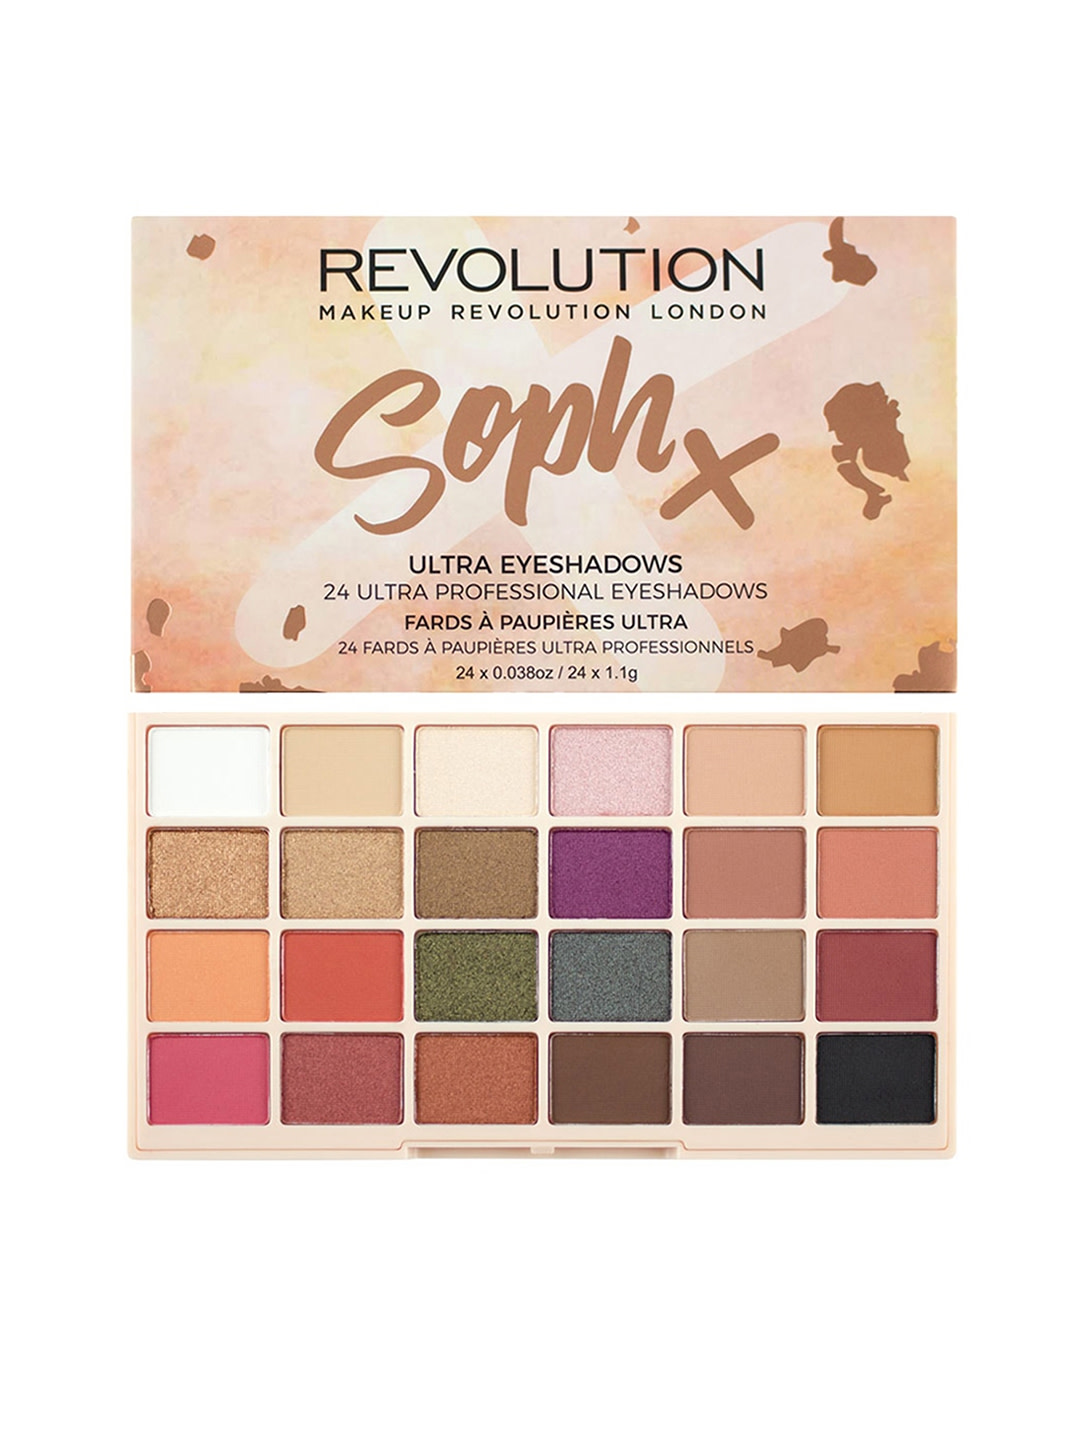 REVOLUTION
MAKEUP REVOLUTION LONDON
Soph x
ULTRA EYESHADOWS
24 ULTRA PROFESSIONAL EYESHADOWS
FARDS À PAUPIÈRES ULTRA
24 FARDS À PAUPIÈRES ULTRA PROFESSIONNELS
24 x 0.038oz / 24 x 1.1g